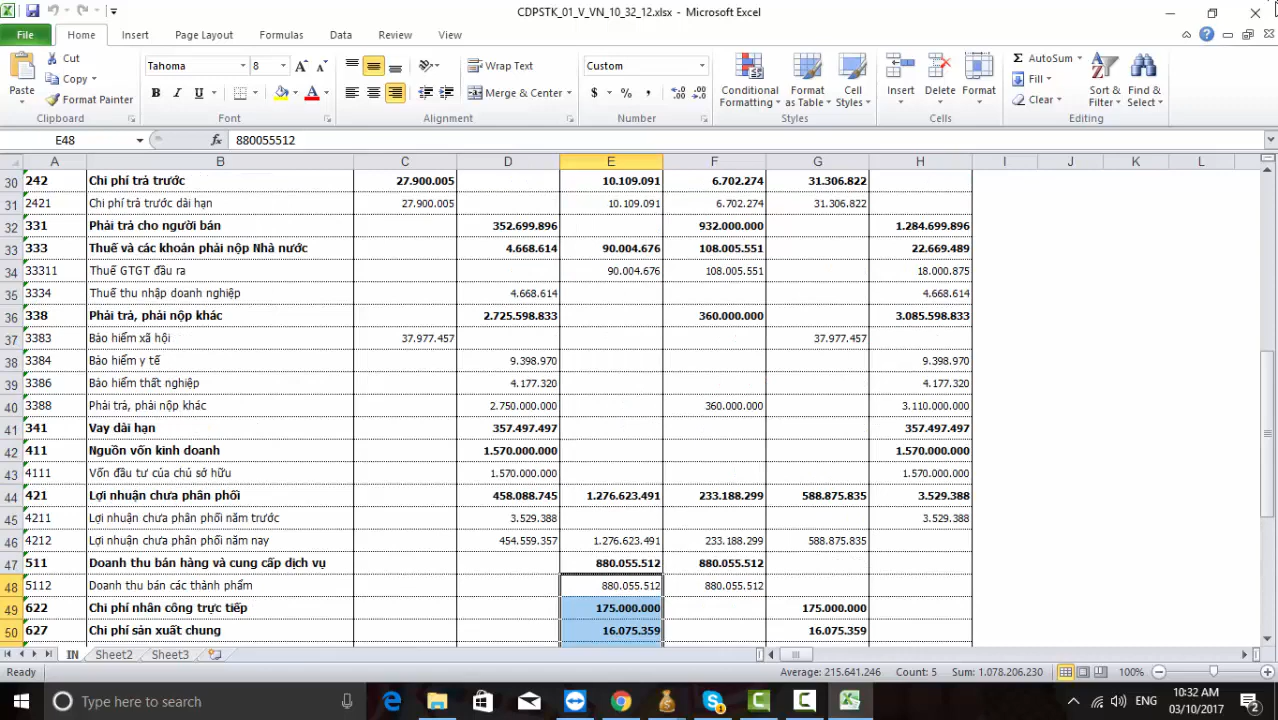 CDPSTK_01_V_VN_10_32_12.xlsx - Microsoft Excel
File Home Insert Page Layout Formulas Data Review View
Paste Cut Copy Format Painter Clipboard
Tahoma 8 B I U A Font
Wrap Text Merge & Center Alignment
Custom $ % , Number
Conditional Formatting Format as Table Cell Styles Styles
Insert Delete Format Cells
Σ AutoSum Fill Clear Sort & Filter Find & Select Editing
E48 fx 880055512
A B C D E F G H I J K L
30 242 Chi phí trả trước 27.900.005 10.109.091 6.702.274 31.306.822
31 2421 Chi phí trả trước dài hạn 27.900.005 10.109.091 6.702.274 31.306.822
32 331 Phải trả cho người bán 352.699.896 932.000.000 1.284.699.896
33 333 Thuế và các khoản phải nộp Nhà nước 4.668.614 90.004.676 108.005.551 22.669.489
34 33311 Thuế GTGT đầu ra 90.004.676 108.005.551 18.000.875
35 3334 Thuế thu nhập doanh nghiệp 4.668.614 4.668.614
36 338 Phải trả, phải nộp khác 2.725.598.833 360.000.000 3.085.598.833
37 3383 Bảo hiểm xã hội 37.977.457 37.977.457
38 3384 Bảo hiểm y tế 9.398.970 9.398.970
39 3386 Bảo hiểm thất nghiệp 4.177.320 4.177.320
40 3388 Phải trả, phải nộp khác 2.750.000.000 360.000.000 3.110.000.000
41 341 Vay dài hạn 357.497.497 357.497.497
42 411 Nguồn vốn kinh doanh 1.570.000.000 1.570.000.000
43 4111 Vốn đầu tư của chủ sở hữu 1.570.000.000 1.570.000.000
44 421 Lợi nhuận chưa phân phối 458.088.745 1.276.623.491 233.188.299 588.875.835 3.529.388
45 4211 Lợi nhuận chưa phân phối năm trước 3.529.388 3.529.388
46 4212 Lợi nhuận chưa phân phối năm nay 454.559.357 1.276.623.491 233.188.299 588.875.835
47 511 Doanh thu bán hàng và cung cấp dịch vụ 880.055.512 880.055.512
48 5112 Doanh thu bán các thành phẩm 880.055.512 880.055.512
49 622 Chi phí nhân công trực tiếp 175.000.000 175.000.000
50 627 Chi phí sản xuất chung 16.075.359 16.075.359
IN Sheet2 Sheet3
Ready Average: 215.641.246 Count: 5 Sum: 1.078.206.230 100%
Type here to search ENG 10:32 AM
03/10/2017 2